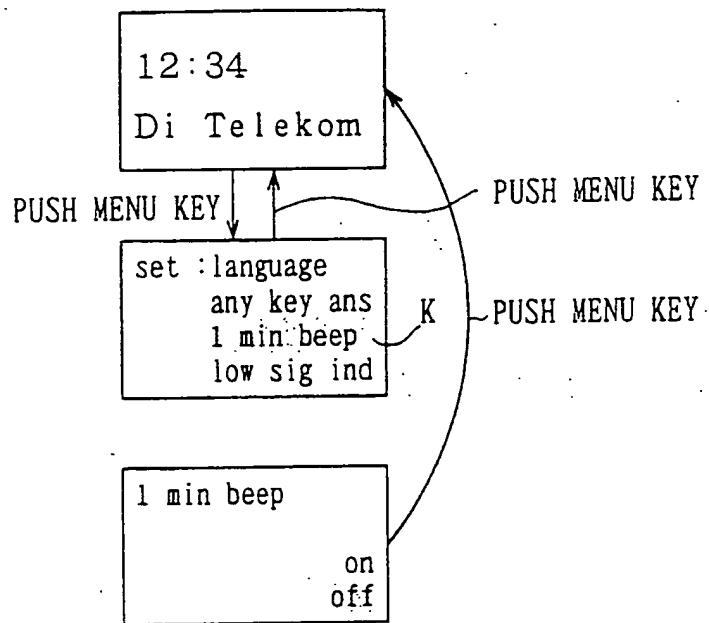 12:34
Di Telekom
PUSH MENU KEY
PUSH MENU KEY
set :language
any key ans
1 min beep
low sig ind
K
PUSH MENU KEY
1 min beep
on
off